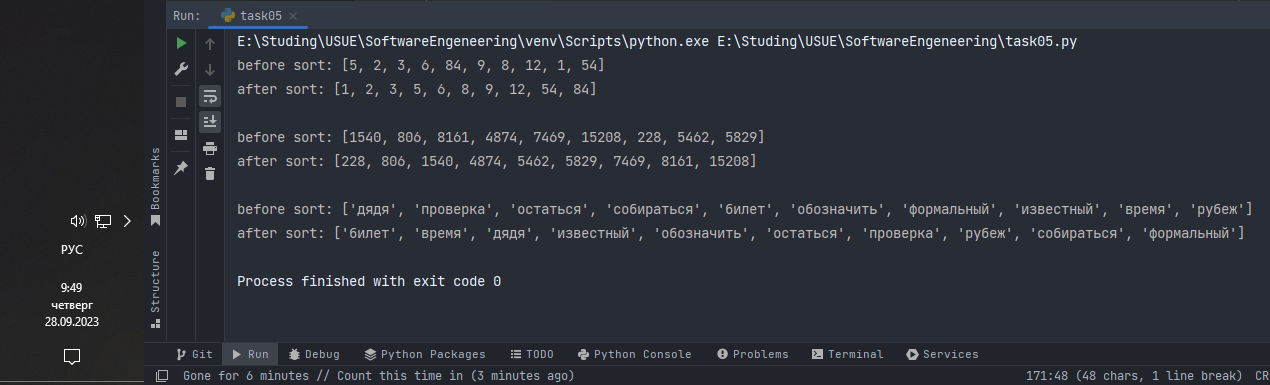 Run: task05
E:\Studing\USUE\SoftwareEngeneering\venv\Scripts\python.exe E:\Studing\USUE\SoftwareEngeneering\task05.py
before sort: [5, 2, 3, 6, 84, 9, 8, 12, 1, 54]
after sort: [1, 2, 3, 5, 6, 8, 9, 12, 54, 84]
before sort: [1540, 806, 8161, 4874, 7469, 15208, 228, 5462, 5829]
after sort: [228, 806, 1540, 4874, 5462, 5829, 7469, 8161, 15208]
before sort: ['дядя', 'проверка', 'остаться', 'собираться', 'билет', 'обозначить', 'формальный', 'известный', 'время', 'рубеж']
after sort: ['билет', 'время', 'дядя', 'известный', 'обозначить', 'остаться', 'проверка', 'рубеж', 'собираться', 'формальный']
Process finished with exit code 0
Bookmarks
Structure
РУС
9:49
четверг
28.09.2023
Git Run Debug Python Packages TODO Python Console Problems Terminal Services
Gone for 6 minutes // Count this time in (3 minutes ago) 171:48 (48 chars, 1 line break) CR